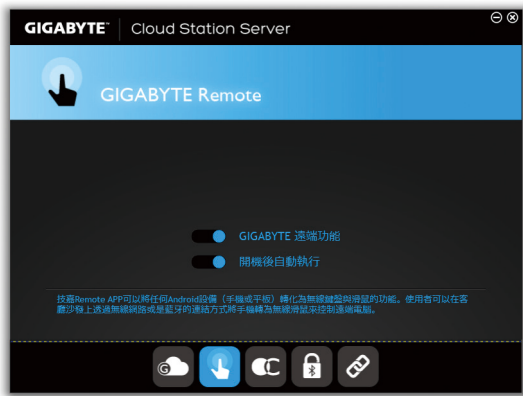 GIGABYTE™ Cloud Station Server
GIGABYTE Remote
GIGABYTE 遠端功能
開機後自動執行
技嘉Remote APP可以將任何Android設備(手機或平板)轉化為無線鍵盤與滑鼠的功能。使用者可以在客
廳沙發上透過無線網路或是藍牙的連結方式將手機轉為無線滑鼠來控制遠端電腦。
G